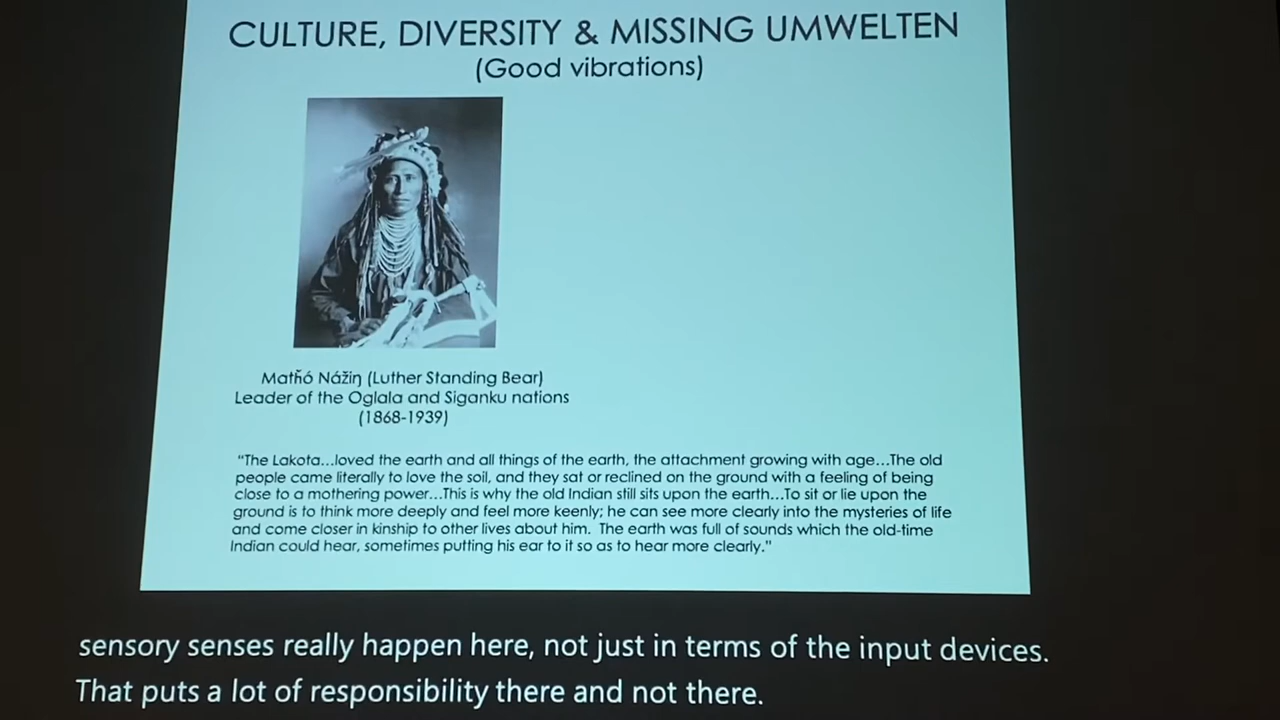 CULTURE, DIVERSITY & MISSING UMWELTEN
(Good vibrations)
Matȟó Nážiŋ (Luther Standing Bear)
Leader of the Oglala and Siganku nations
(1868-1939)
“The Lakota...loved the earth and all things of the earth, the attachment growing with age...The old
people came literally to love the soil, and they sat or reclined on the ground with a feeling of being
close to a mothering power...This is why the old Indian still sits upon the earth...To sit or lie upon the
ground is to think more deeply and feel more keenly; he can see more clearly into the mysteries of life
and come closer in kinship to other lives about him.  The earth was full of sounds which the old-time
Indian could hear, sometimes putting his ear to it so as to hear more clearly.”
sensory senses really happen here, not just in terms of the input devices.
That puts a lot of responsibility there and not there.